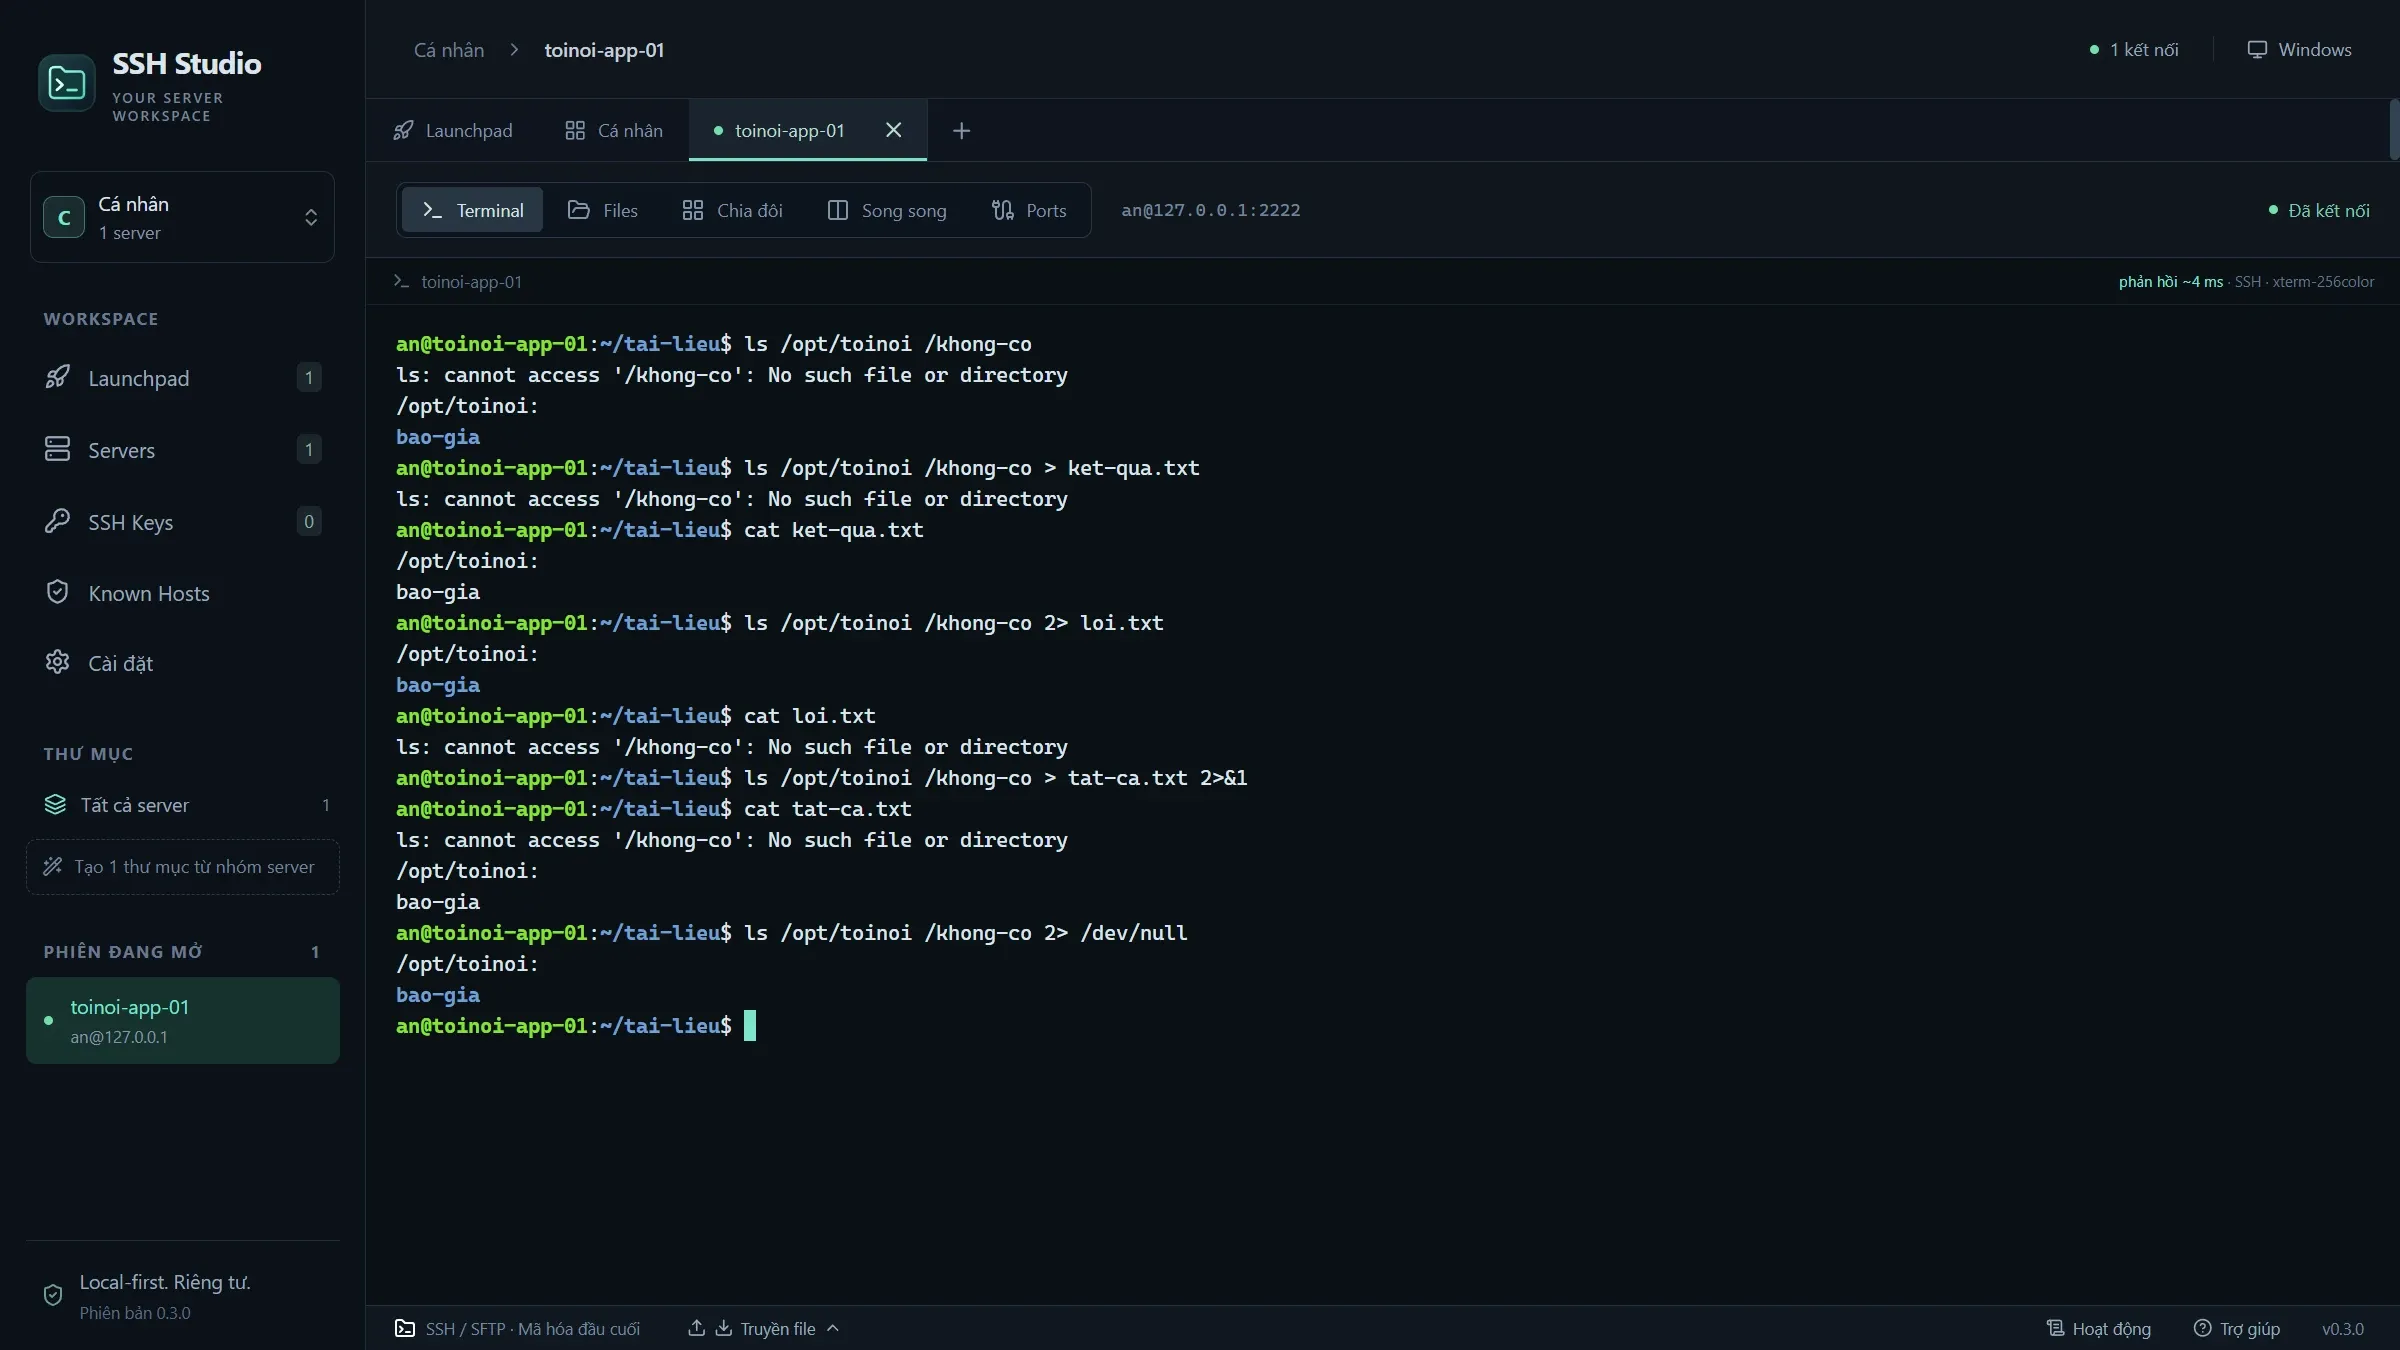 SSH Studio
YOUR SERVER
WORKSPACE
C
Cá nhân
1 server
WORKSPACE
Launchpad 1
Servers 1
SSH Keys 0
Known Hosts
Cài đặt
THƯ MỤC
Tất cả server 1
Tạo 1 thư mục từ nhóm server
PHIÊN ĐANG MỞ 1
toinoi-app-01
an@127.0.0.1
Local-first. Riêng tư.
Phiên bản 0.3.0
Cá nhân > toinoi-app-01
1 kết nối
Windows
Launchpad
Cá nhân
toinoi-app-01
Terminal
Files
Chia đôi
Song song
Ports
an@127.0.0.1:2222
Đã kết nối
toinoi-app-01
phản hồi ~4 ms · SSH · xterm-256color
an@toinoi-app-01:~/tai-lieu$ ls /opt/toinoi /khong-co
ls: cannot access '/khong-co': No such file or directory
/opt/toinoi:
bao-gia
an@toinoi-app-01:~/tai-lieu$ ls /opt/toinoi /khong-co > ket-qua.txt
ls: cannot access '/khong-co': No such file or directory
an@toinoi-app-01:~/tai-lieu$ cat ket-qua.txt
/opt/toinoi:
bao-gia
an@toinoi-app-01:~/tai-lieu$ ls /opt/toinoi /khong-co 2> loi.txt
/opt/toinoi:
bao-gia
an@toinoi-app-01:~/tai-lieu$ cat loi.txt
ls: cannot access '/khong-co': No such file or directory
an@toinoi-app-01:~/tai-lieu$ ls /opt/toinoi /khong-co > tat-ca.txt 2>&1
an@toinoi-app-01:~/tai-lieu$ cat tat-ca.txt
ls: cannot access '/khong-co': No such file or directory
/opt/toinoi:
bao-gia
an@toinoi-app-01:~/tai-lieu$ ls /opt/toinoi /khong-co 2> /dev/null
/opt/toinoi:
bao-gia
an@toinoi-app-01:~/tai-lieu$
SSH / SFTP · Mã hóa đầu cuối
Truyền file
Hoạt động
Trợ giúp
v0.3.0